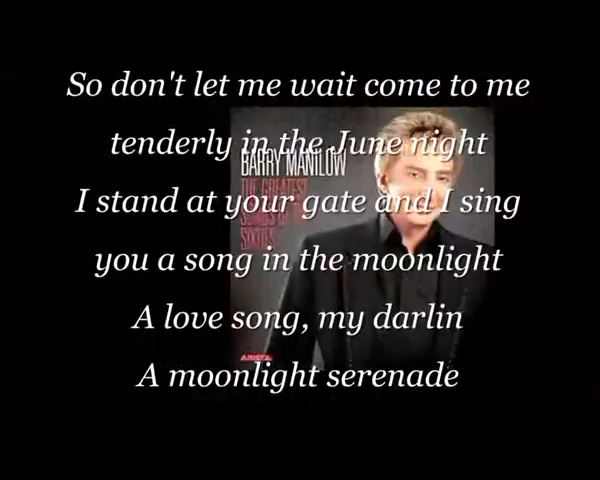 So don't let me wait come to me
tenderly in the June night
BARRY MANILOW
THE GREATEST
SONGS OF THE
SIXTIES
I stand at your gate and I sing
you a song in the moonlight
A love song, my darlin
ARISTA
A moonlight serenade